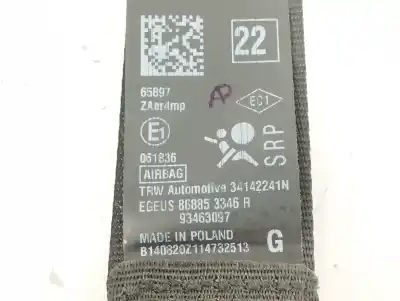 22
65897
ZAer4mp
AP
EC1
E1
061836
AIRBAG
SRP
TRW Automotive 34142241N
EGEUS 86885 3346 R
93463097
MADE IN POLAND
B140820Z114732513
G